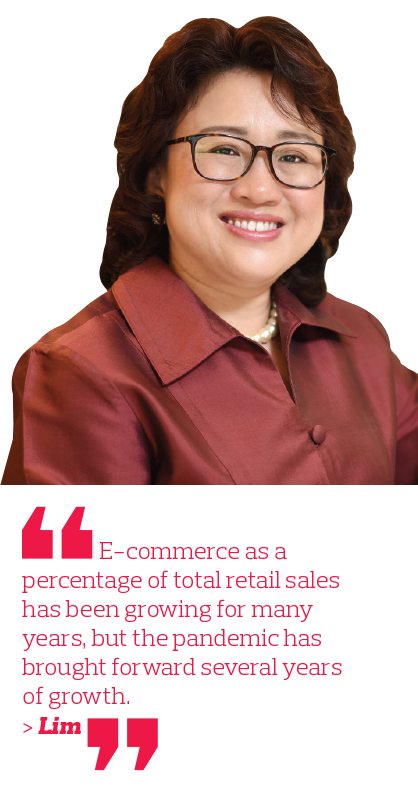 “ E-commerce as a
percentage of total retail sales
has been growing for many
years, but the pandemic has
brought forward several years
of growth.
> Lim ”